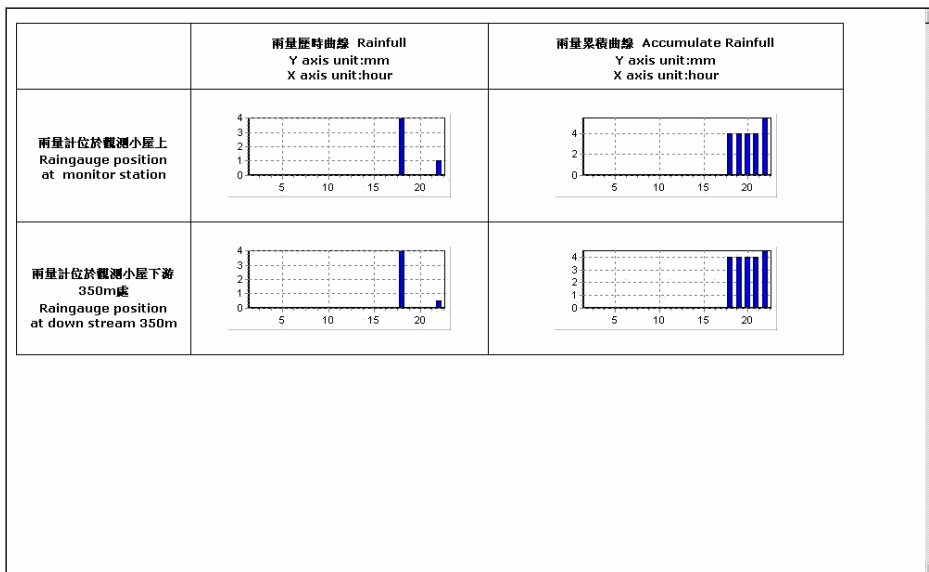 雨量歷時曲線 Rainfull
Y axis unit:mm
X axis unit:hour
雨量累積曲線 Accumulate Rainfull
Y axis unit:mm
X axis unit:hour
雨量計位於觀測小屋上
Raingauge position
at monitor station
4
3
2
1
0
5 10 15 20
4
2
0
5 10 15 20
雨量計位於觀測小屋下游
350m處
Raingauge position
at down stream 350m
4
3
2
1
0
5 10 15 20
4
3
2
1
0
5 10 15 20